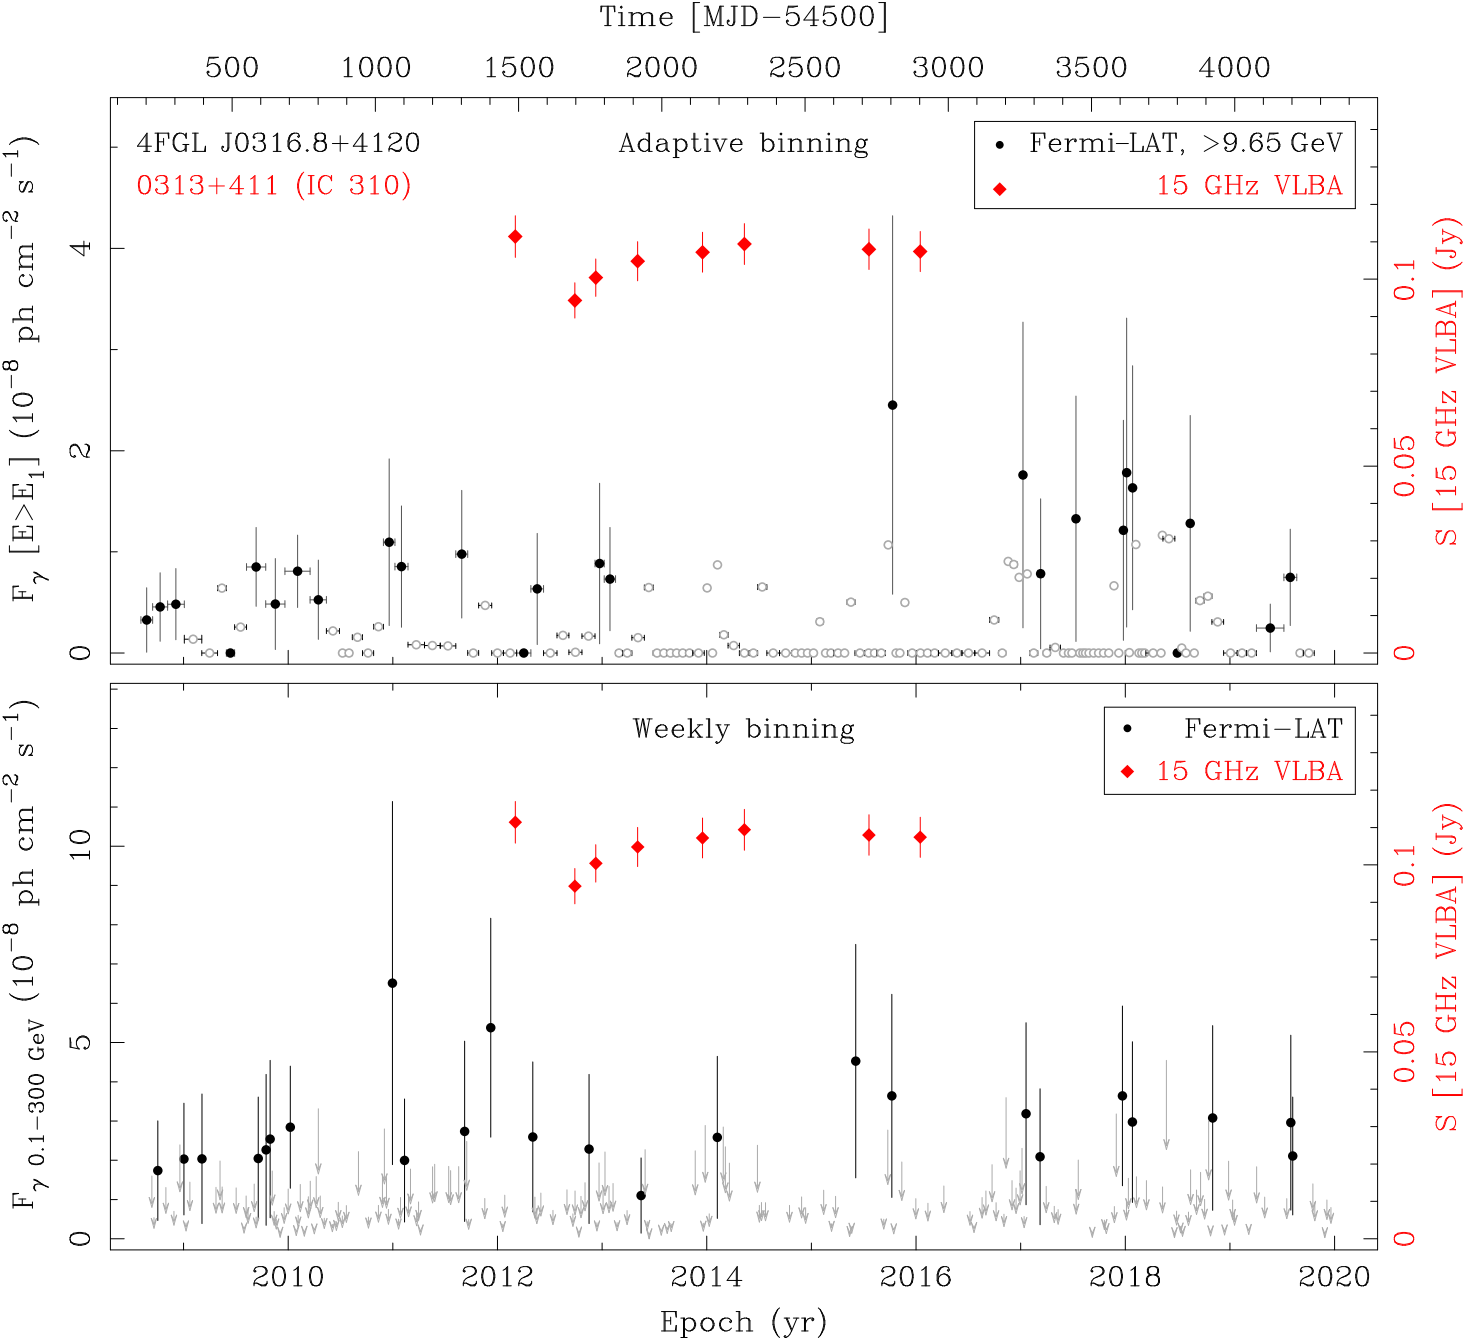 Time [MJD−54500]
500 1000 1500 2000 2500 3000 3500 4000
4FGL J0316.8+4120
0313+411 (IC 310)
Adaptive binning
Fermi−LAT, >9.65 GeV
15 GHz VLBA
F_γ [E>E_1] (10^−8 ph cm^−2 s^−1)
4
2
0
S [15 GHz VLBA] (Jy)
0.1
0.05
0
Weekly binning
Fermi−LAT
15 GHz VLBA
F_γ 0.1−300 GeV (10^−8 ph cm^−2 s^−1)
10
5
0
S [15 GHz VLBA] (Jy)
0.1
0.05
0
2010 2012 2014 2016 2018 2020
Epoch (yr)